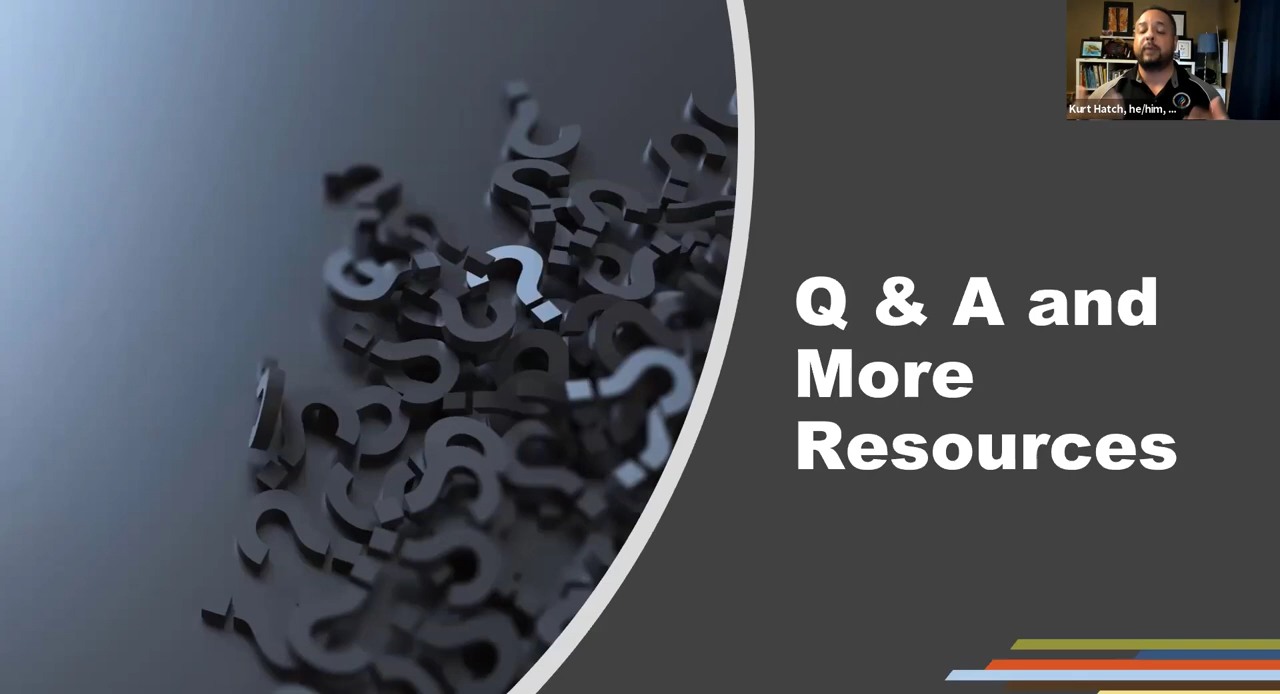 Kurt Hatch, he/him, ...
Q & A and
More
Resources